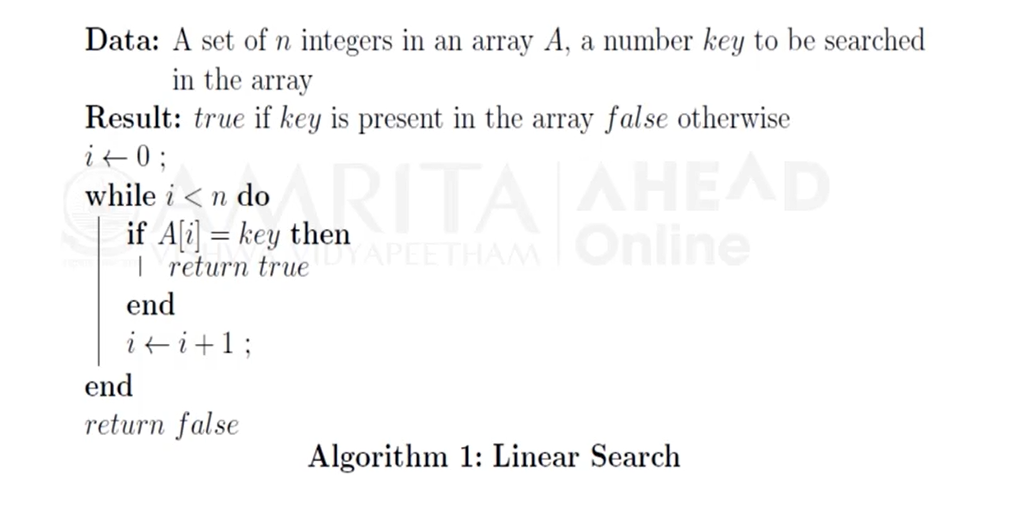 Data: A set of n integers in an array A, a number key to be searched
in the array
Result: true if key is present in the array false otherwise
i ← 0 ;
while i < n do
if A[i] = key then
return true
end
i ← i + 1 ;
end
return false
Algorithm 1: Linear Search
AMRITA
VISHWA VIDYAPEETHAM
AHEAD
Online